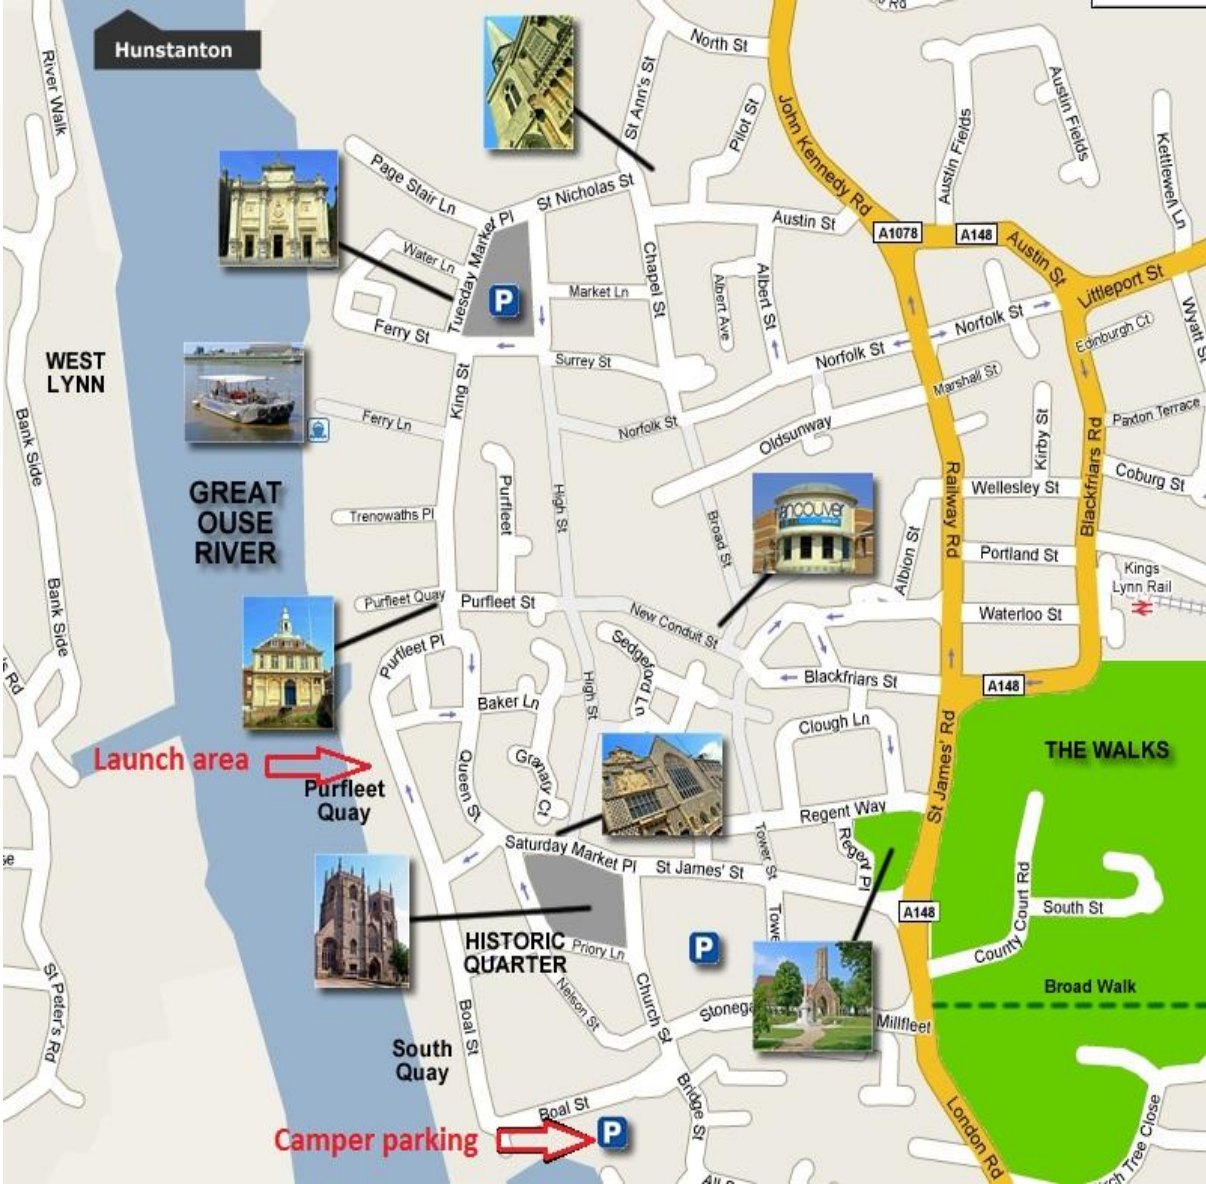 Hunstanton
River Walk
North St
St Ann's St
Pilot St
John Kennedy Rd
Austin Fields
Austin Fields
Kettlewell Ln
Page Stair Ln
St Nicholas St
Austin St
A1078
A148
Austin St
Littleport St
Tuesday Market Pl
Water Ln
Chapel St
Albert Ave
Albert St
Market Ln
P
Norfolk St
Edinburgh Ct
Wyatt St
Ferry St
Surrey St
Norfolk St
Marshall St
WEST
LYNN
King St
Ferry Ln
Norfolk St
Oldsunway
Kirby St
Paxton Terrace
Bank Side
Purfleet
High St
vancouver
Railway Rd
Wellesley St
Blackfriars Rd
Coburg St
GREAT
OUSE
RIVER
Trenowaths Pl
Broad St
Albion St
Portland St
Kings
Lynn Rail
Bank Side
Purfleet Quay
Purfleet St
New Conduit St
Waterloo St
Purfleet Pl
Sedgeford Ln
Blackfriars St
A148
Baker Ln
High St
Clough Ln
St James' Rd
THE WALKS
Launch area
Purfleet
Quay
Queen St
Granary Ct
Regent Way
Regent Pl
Saturday Market Pl
St James' St
Tower St
A148
County Court Rd
South St
HISTORIC
QUARTER
Priory Ln
P
Broad Walk
St Peter's Rd
Boal St
Nelson St
Church St
Millfleet
South
Quay
Boal St
Bridge St
London Rd
Camper parking
P